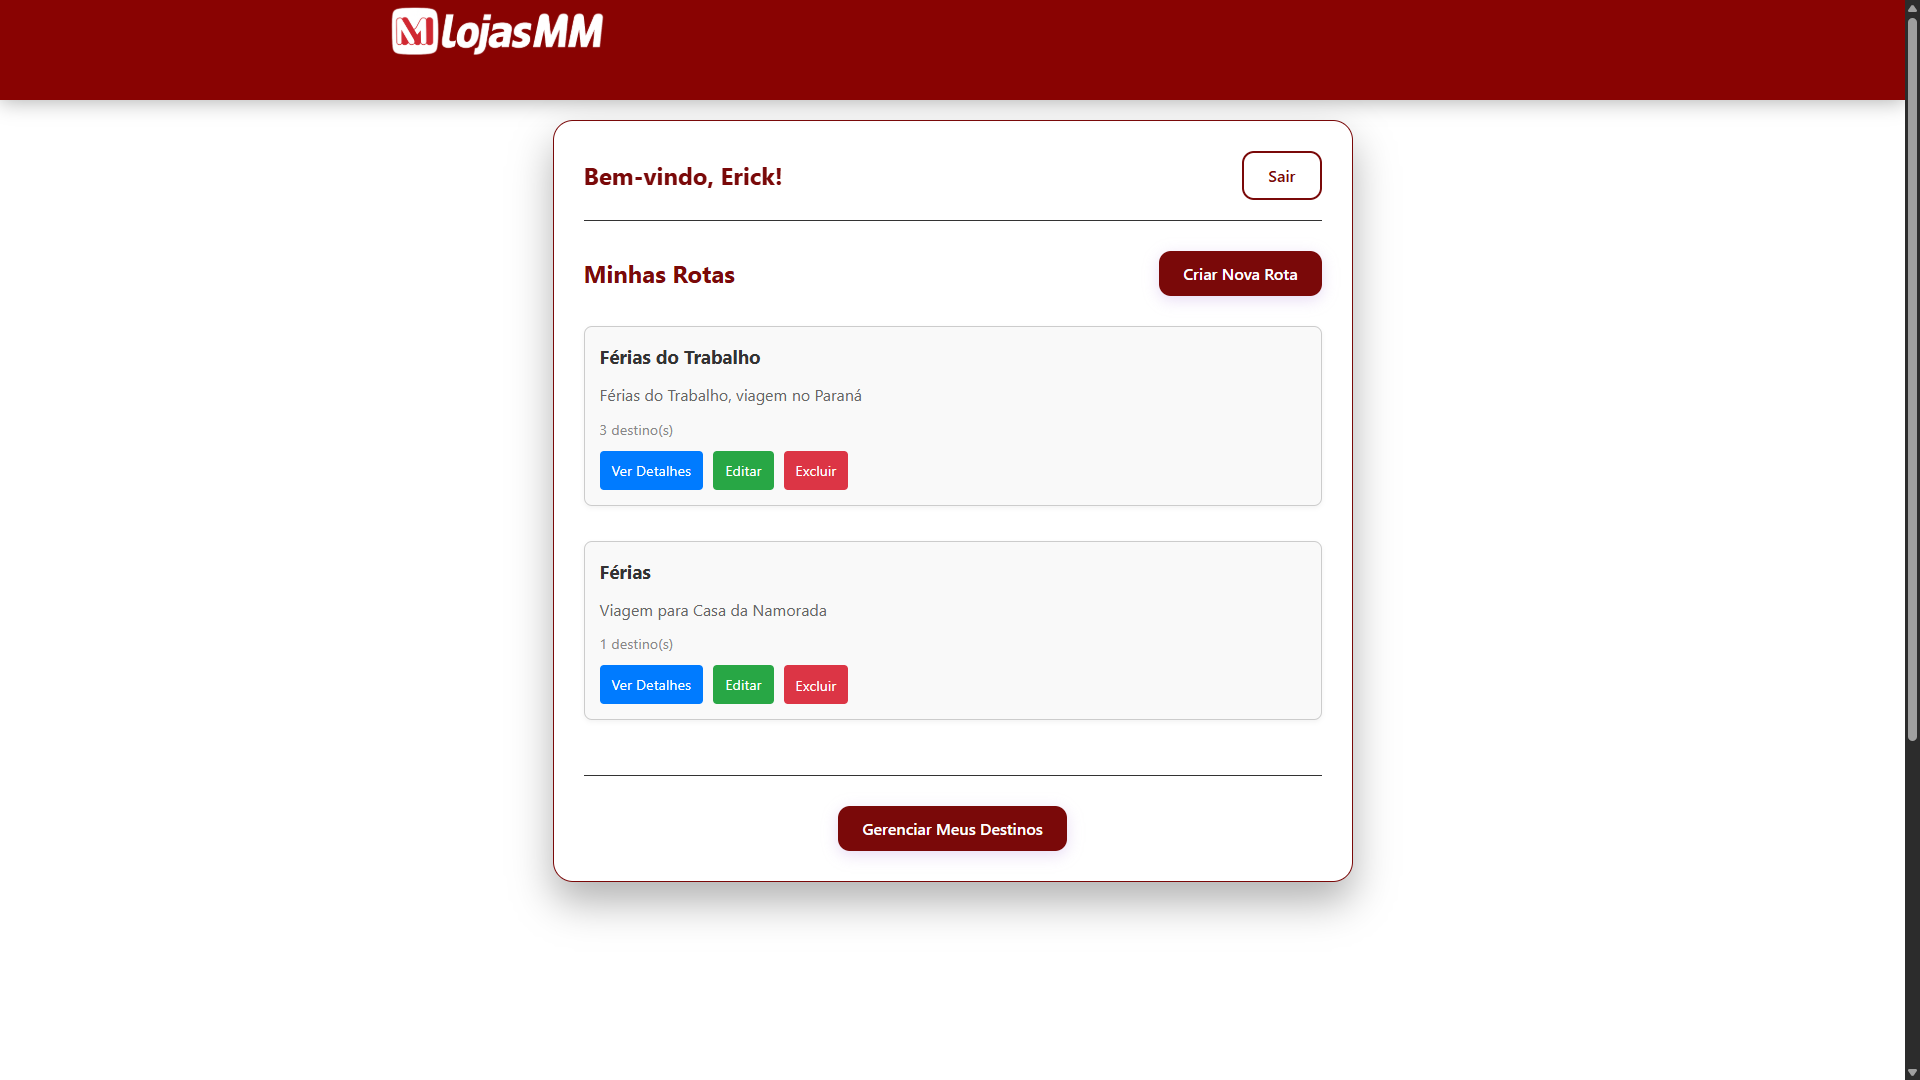 M lojasMM
Bem-vindo, Erick!
Sair
Minhas Rotas
Criar Nova Rota
Férias do Trabalho
Férias do Trabalho, viagem no Paraná
3 destino(s)
Ver Detalhes
Editar
Excluir
Férias
Viagem para Casa da Namorada
1 destino(s)
Ver Detalhes
Editar
Excluir
Gerenciar Meus Destinos